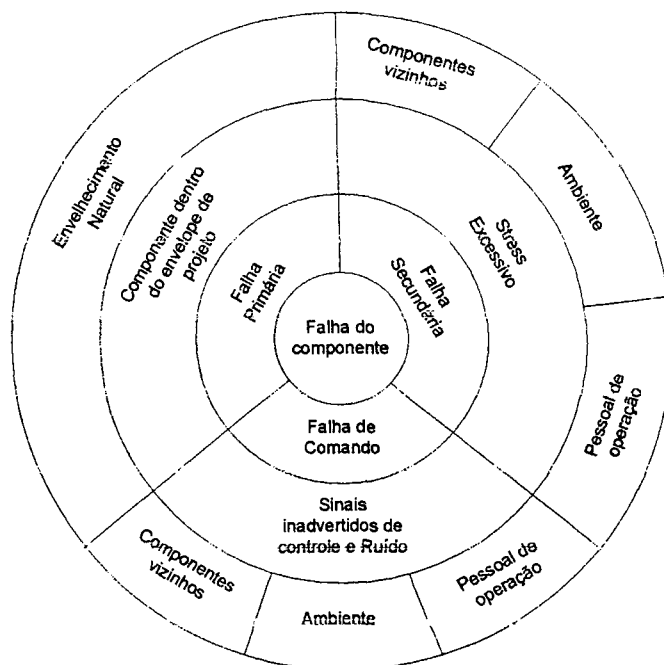 Componentes
vizinhos
Ambiente
Pessoal de
operação
Envelhecimento
Natural
Componente dentro
do envelope de
projeto
Stress
Excessivo
Falha
Primária
Falha
Secundária
Falha do
componente
Falha de
Comando
Sinais
inadvertidos de
controle e Ruído
Componentes
vizinhos
Ambiente
Pessoal de
operação